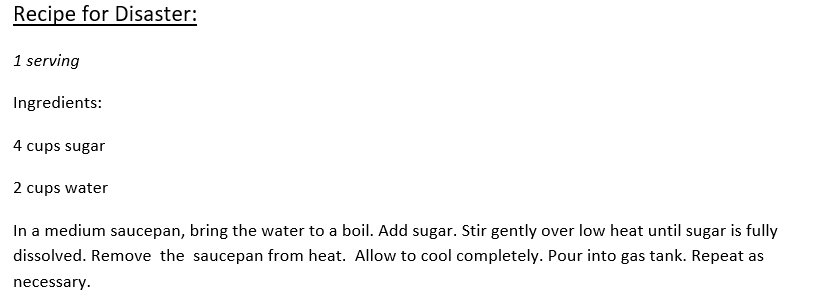 Recipe for Disaster:
1 serving
Ingredients:
4 cups sugar
2 cups water
In a medium saucepan, bring the water to a boil. Add sugar. Stir gently over low heat until sugar is fully
dissolved. Remove  the  saucepan from heat.  Allow to cool completely. Pour into gas tank. Repeat as
necessary.